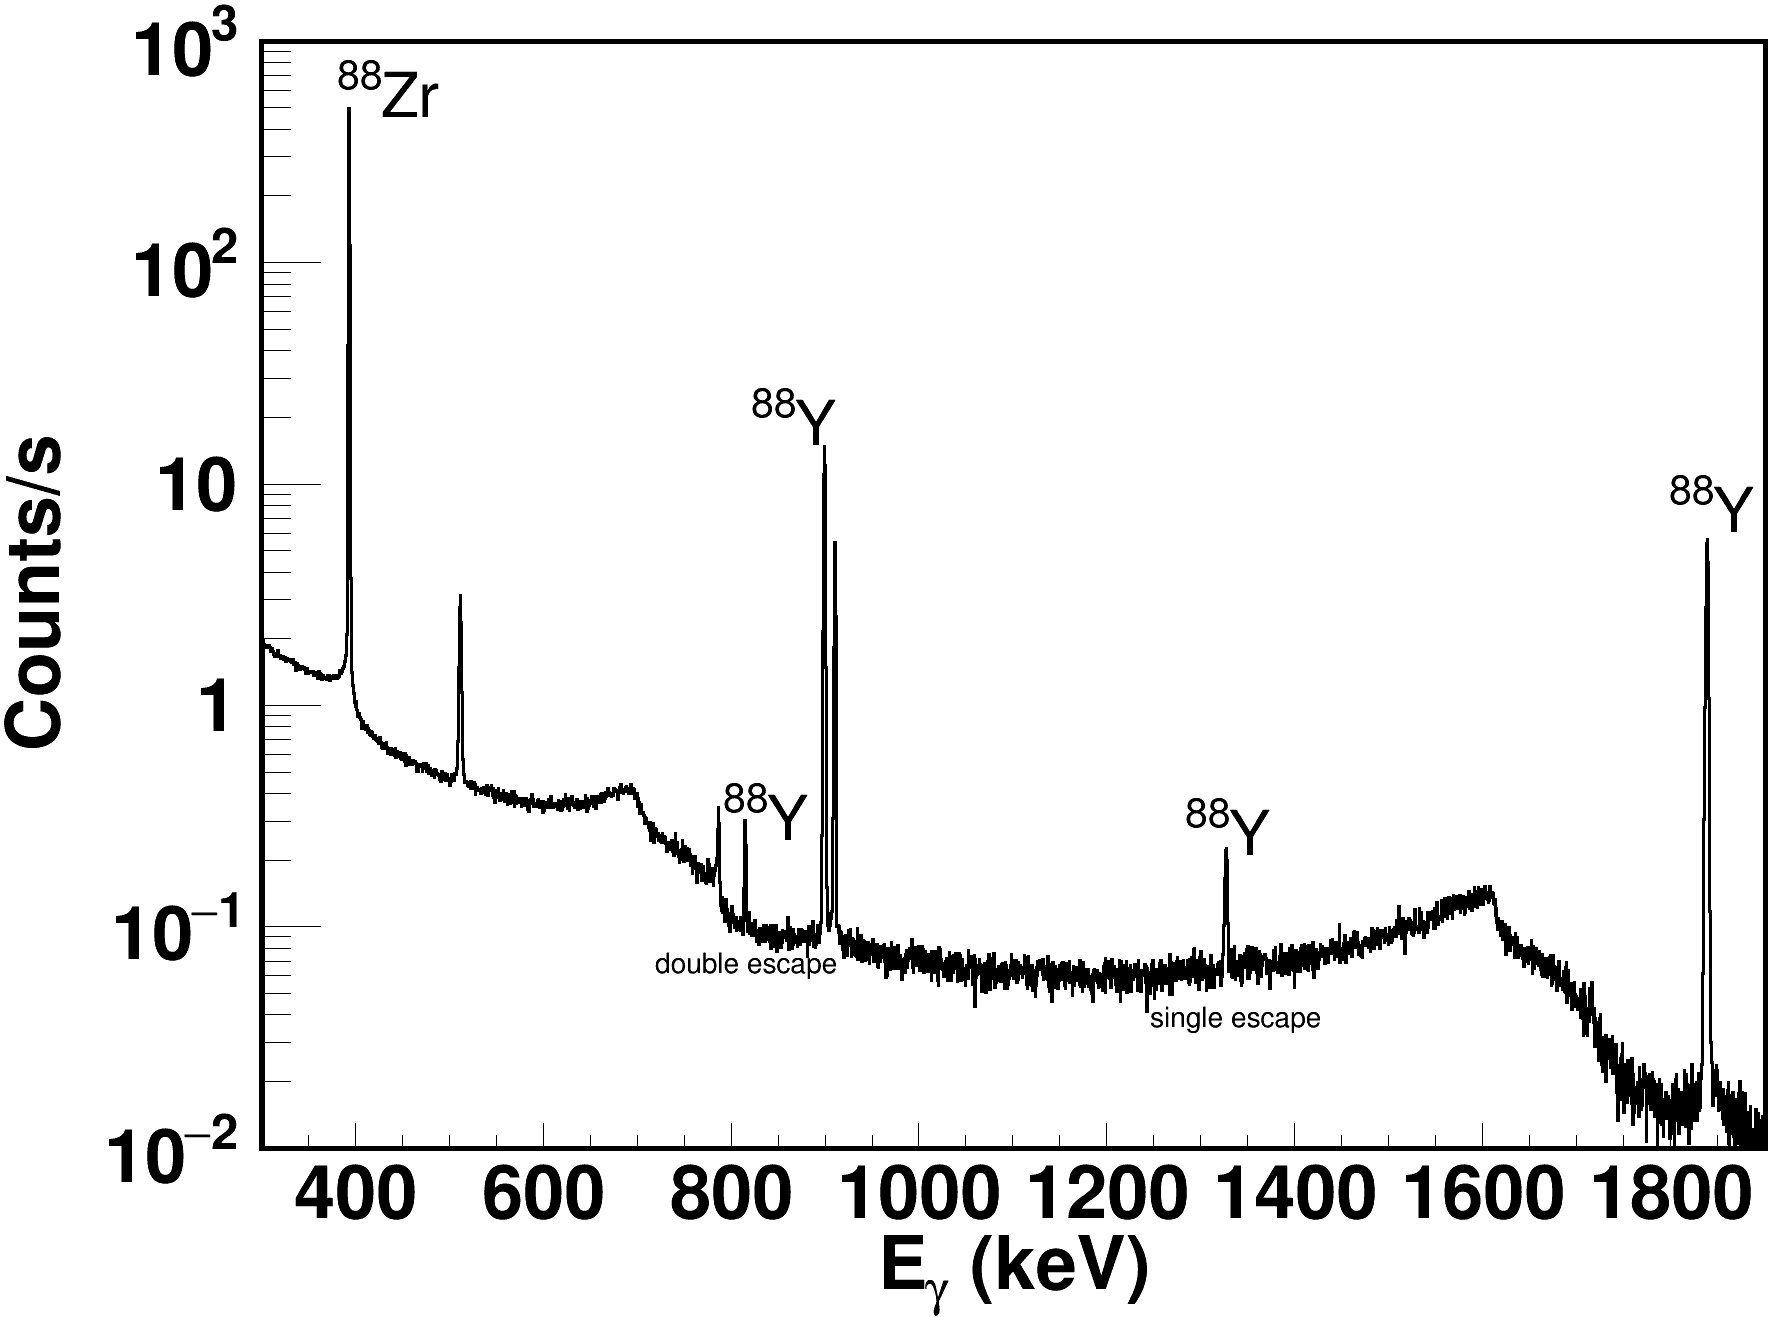 10³
⁸⁸Zr
10²
⁸⁸Y
10
⁸⁸Y
Counts/s
1
⁸⁸Y
⁸⁸Y
10⁻¹
double escape
single escape
10⁻²
400 600 800 1000 1200 1400 1600 1800
Eγ (keV)